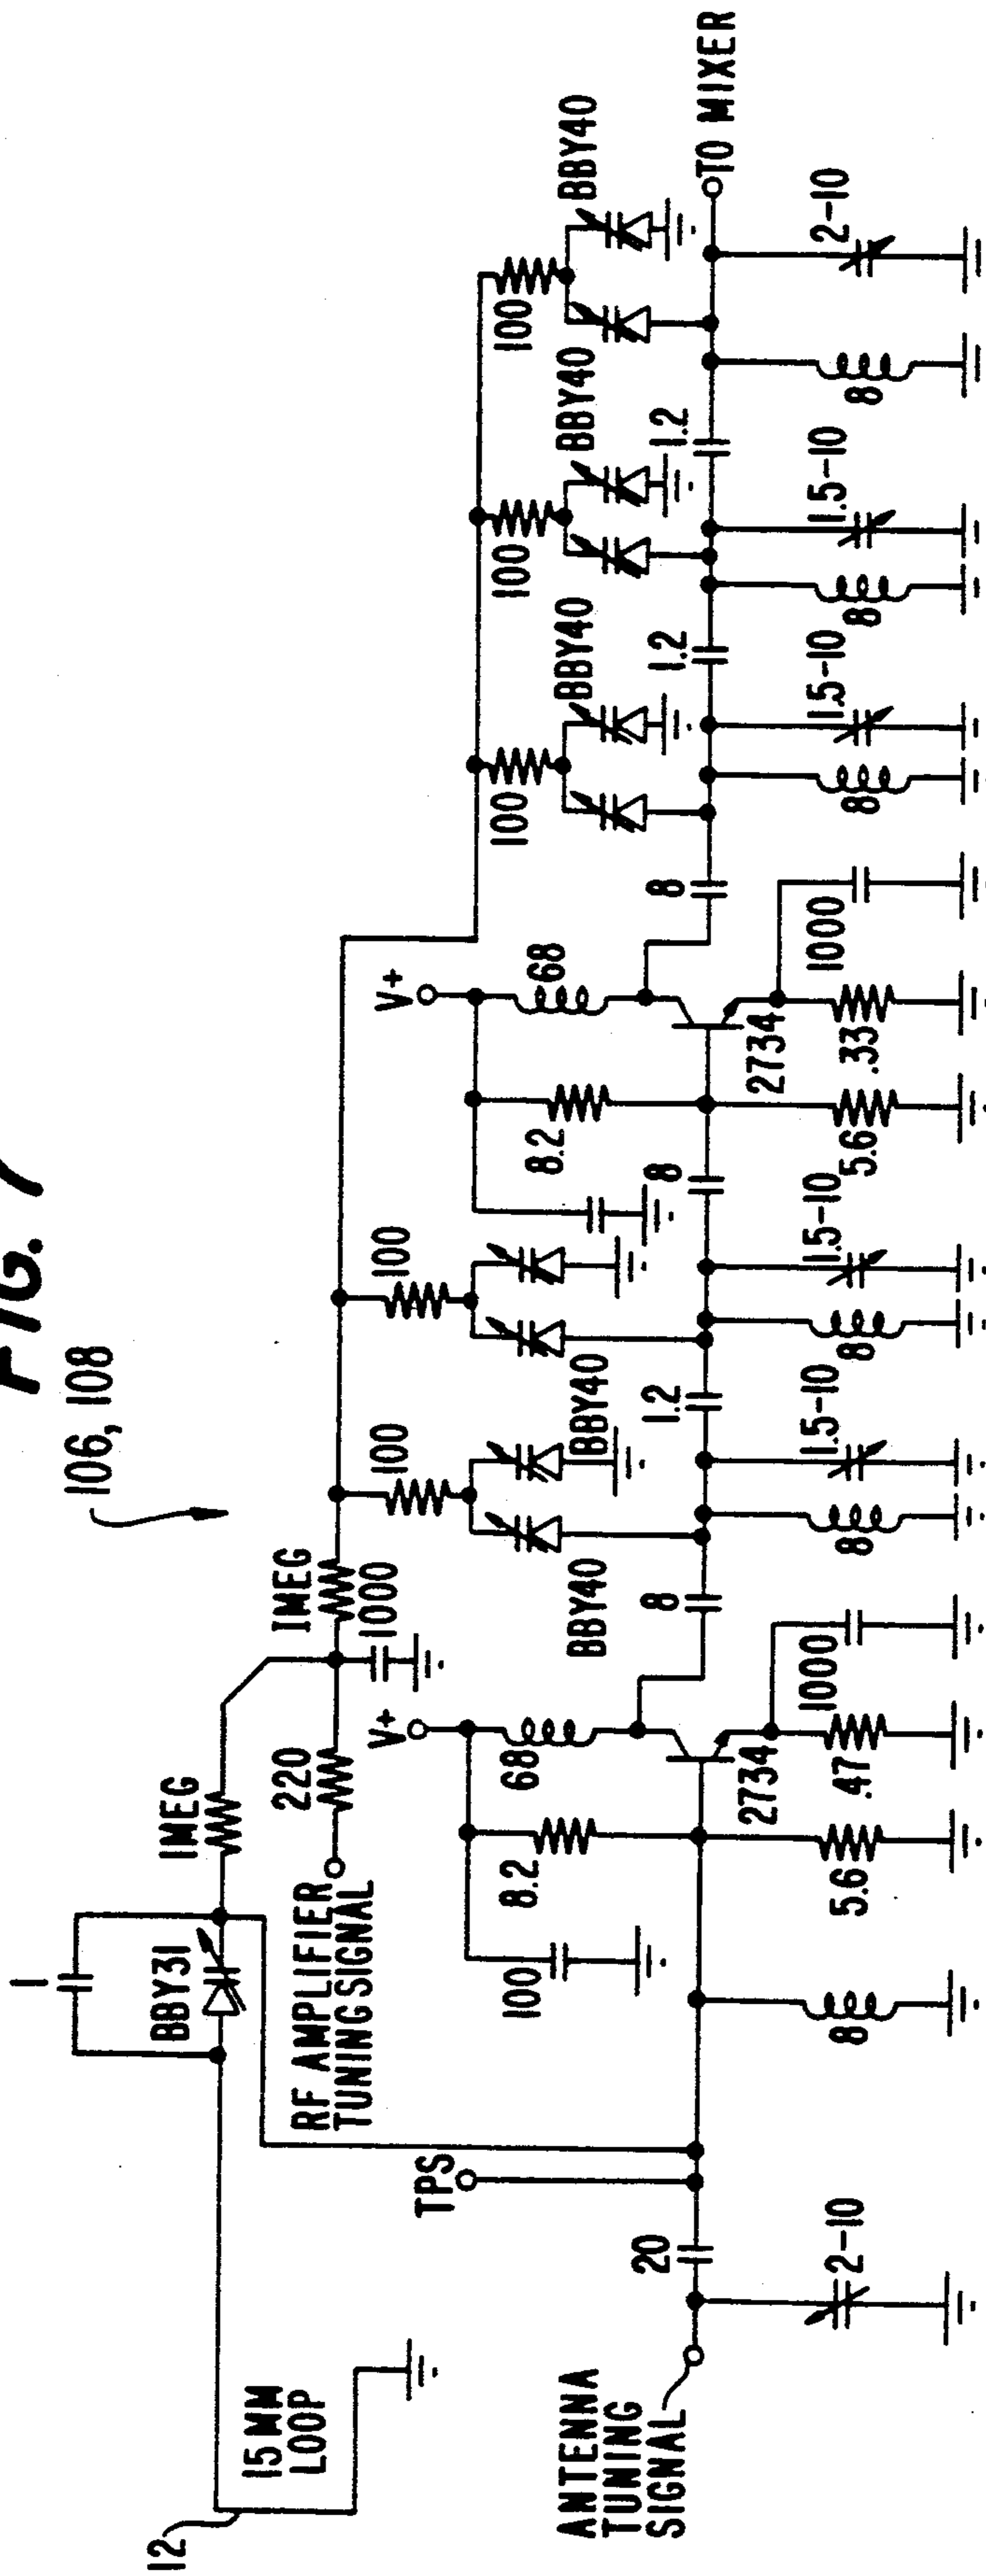 FIG. 7
106, 108
12
15 MM
LOOP
1
BBY31
1MEG
1MEG
1000
220
RF AMPLIFIER
TUNING SIGNAL
TPS
ANTENNA
TUNING
SIGNAL
20
2-10
8
100
8.2
5.6
V+
68
2734
.47
1000
8
BBY40
100
BBY40
100
8
1.5-10
1.2
8
1.5-10
8
8.2
5.6
V+
68
2734
.33
1000
8
100
BBY40
100
BBY40
100
BBY40
8
1.5-10
1.2
8
1.5-10
1.2
8
2-10
TO MIXER